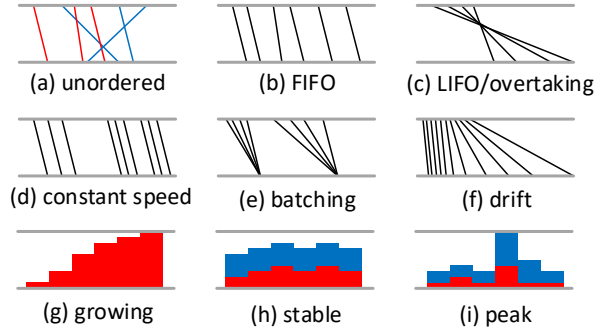 (a) unordered
(b) FIFO
(c) LIFO/overtaking
(d) constant speed
(e) batching
(f) drift
(g) growing
(h) stable
(i) peak